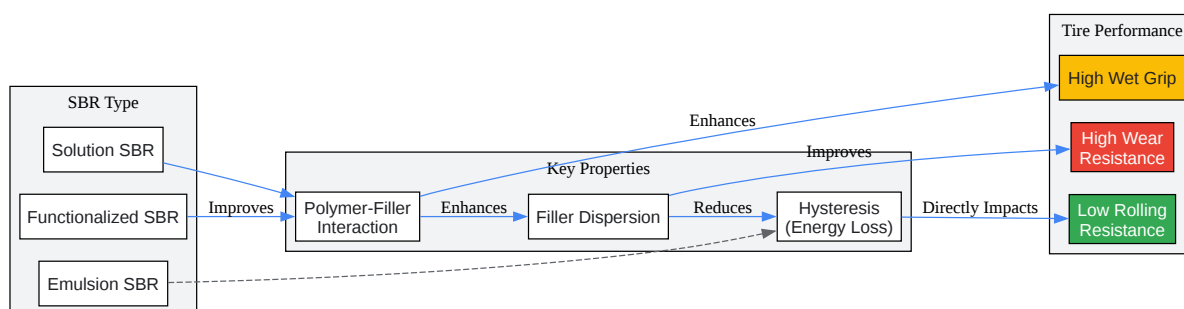 SBR Type
Solution SBR
Functionalized SBR
Emulsion SBR
Improves
Key Properties
Polymer-Filler
Interaction
Enhances
Filler Dispersion
Reduces
Hysteresis
(Energy Loss)
Enhances
Improves
Directly Impacts
Tire Performance
High Wet Grip
High Wear
Resistance
Low Rolling
Resistance